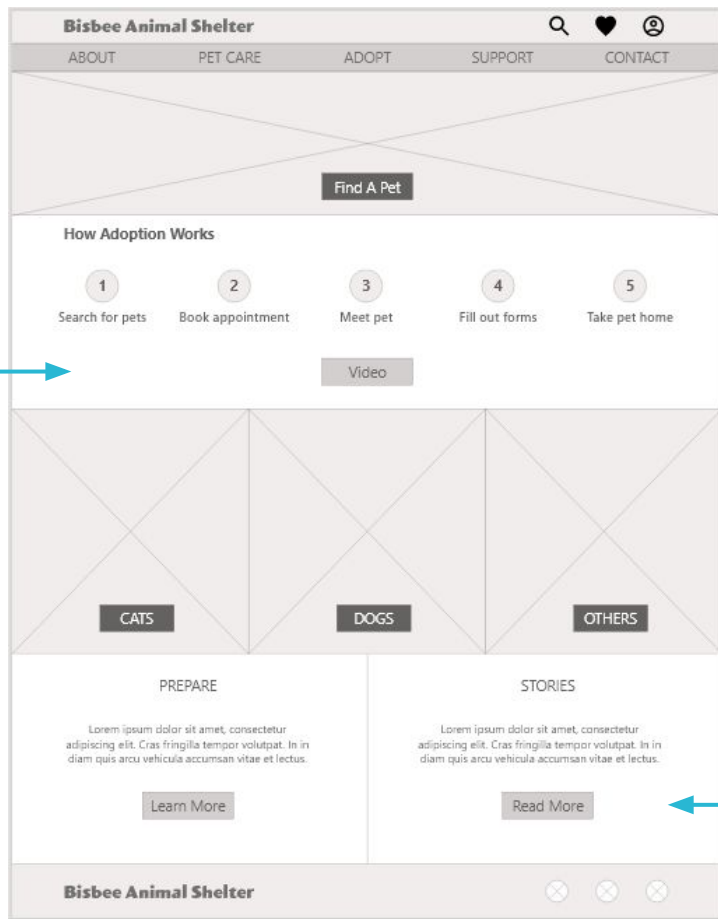 Bisbee Animal Shelter
ABOUT PET CARE ADOPT SUPPORT CONTACT
Find A Pet
How Adoption Works
1 2 3 4 5
Search for pets Book appointment Meet pet Fill out forms Take pet home
Video
CATS DOGS OTHERS
PREPARE
Lorem ipsum dolor sit amet, consectetur
adipiscing elit. Cras fringilla tempor volutpat. In in
diam quis arcu vehicula accumsan vitae et lectus.
Learn More
STORIES
Lorem ipsum dolor sit amet, consectetur
adipiscing elit. Cras fringilla tempor volutpat. In in
diam quis arcu vehicula accumsan vitae et lectus.
Read More
Bisbee Animal Shelter